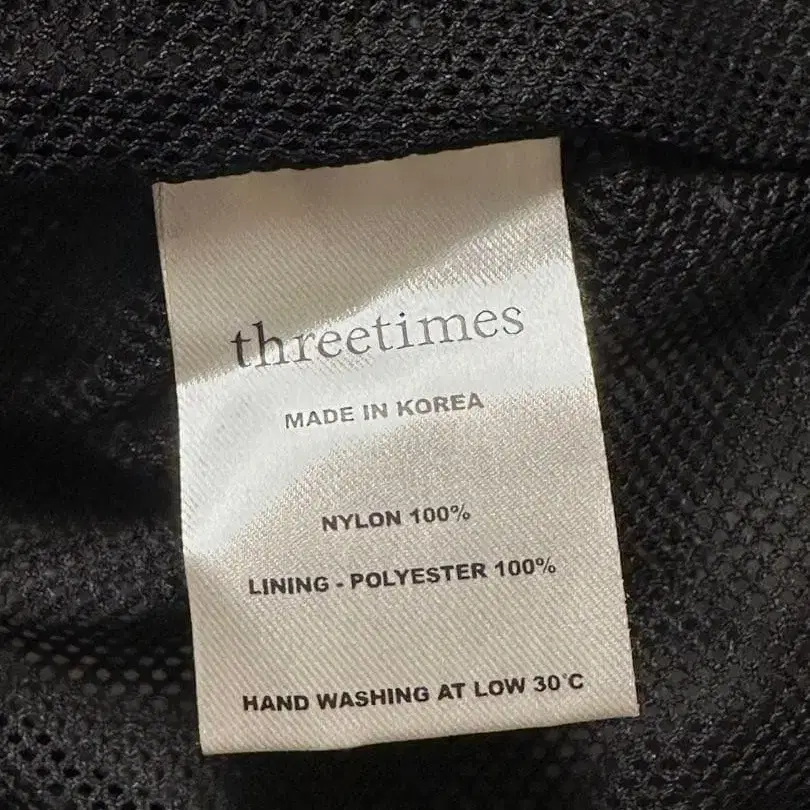 threetimes
MADE IN KOREA
NYLON 100%
LINING - POLYESTER 100%
HAND WASHING AT LOW 30°C